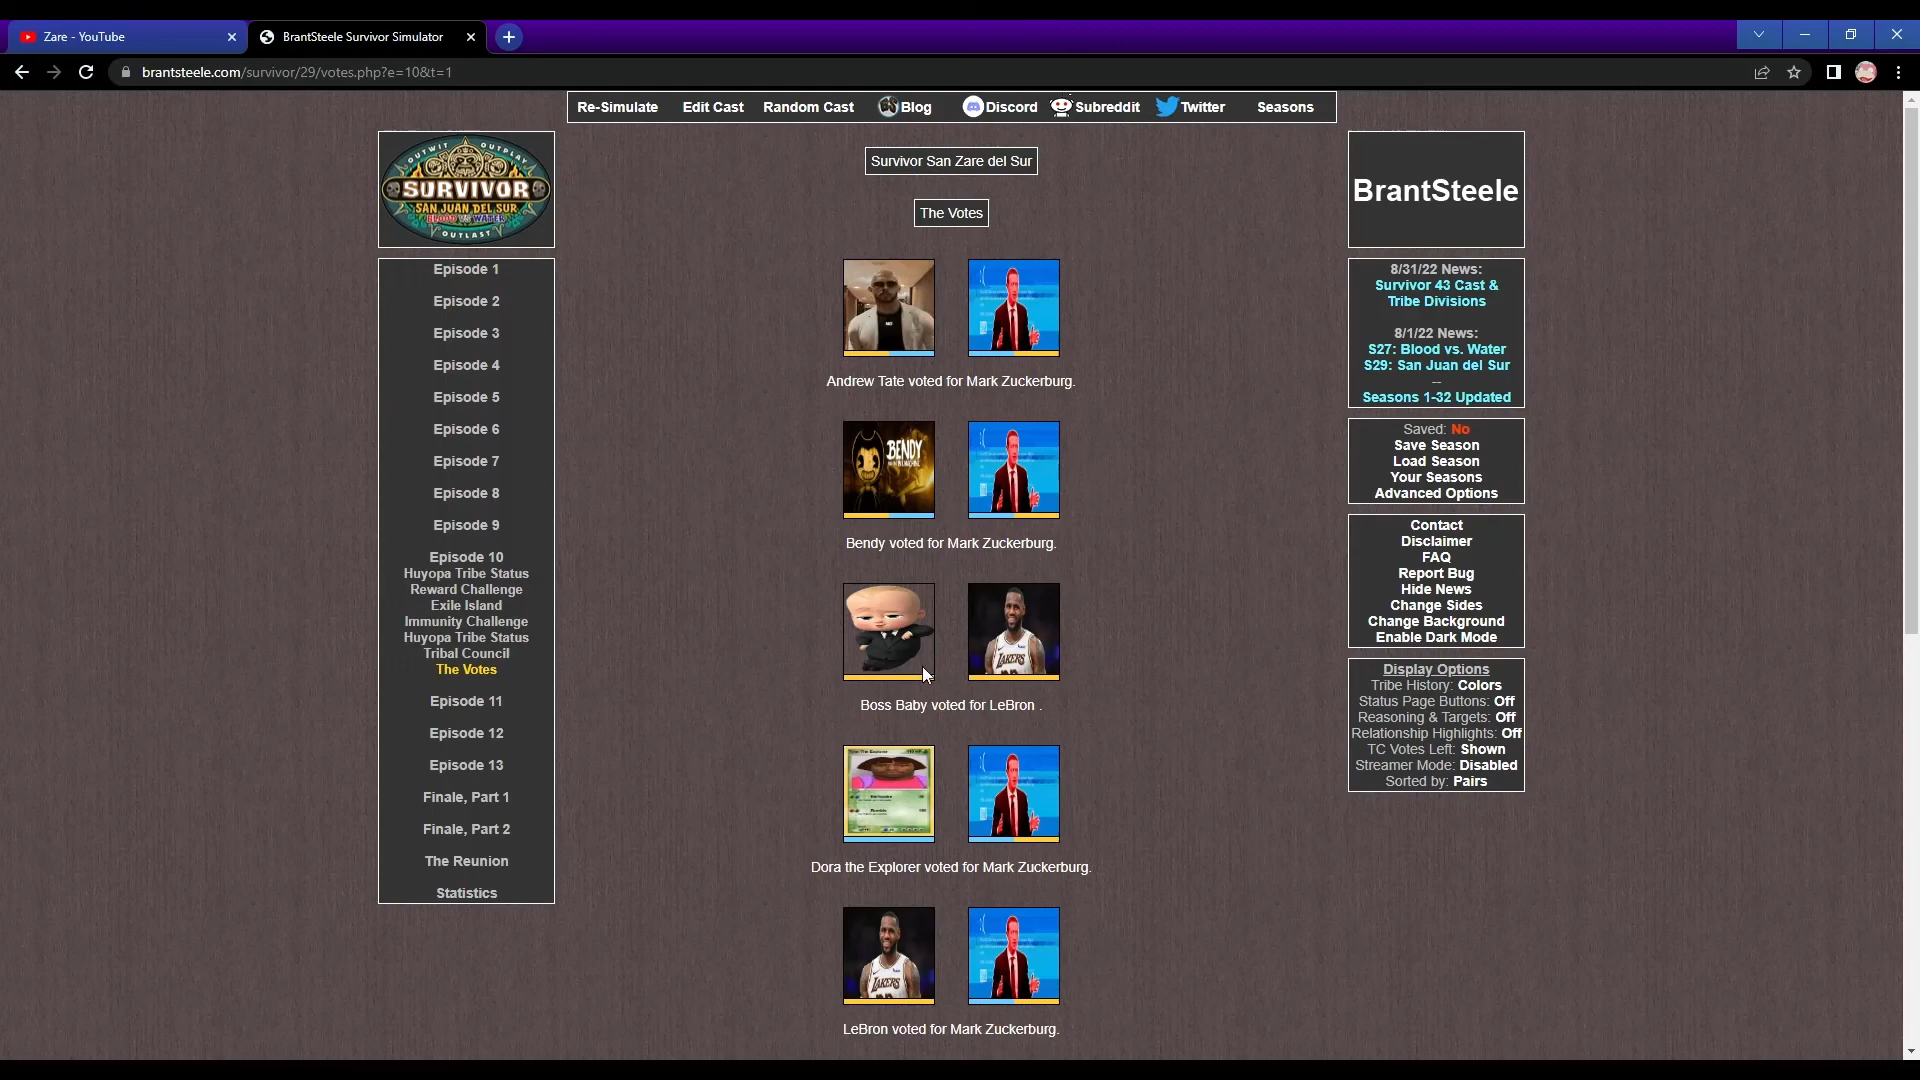 Zare - YouTube
BrantSteele Survivor Simulator
brantsteele.com/survivor/29/votes.php?e=10&t=1
Re-Simulate Edit Cast Random Cast Blog Discord Subreddit Twitter Seasons
OUTWIT OUTPLAY
SURVIVOR
SAN JUAN DEL SUR
BLOOD VS WATER
OUTLAST
Episode 1
Episode 2
Episode 3
Episode 4
Episode 5
Episode 6
Episode 7
Episode 8
Episode 9
Episode 10
Huyopa Tribe Status
Reward Challenge
Exile Island
Immunity Challenge
Huyopa Tribe Status
Tribal Council
The Votes
Episode 11
Episode 12
Episode 13
Finale, Part 1
Finale, Part 2
The Reunion
Statistics
Survivor San Zare del Sur
The Votes
Andrew Tate voted for Mark Zuckerburg.
BENDY
Bendy voted for Mark Zuckerburg.
LAKERS
Boss Baby voted for LeBron .
Dora the Explorer voted for Mark Zuckerburg.
LAKERS
LeBron voted for Mark Zuckerburg.
BrantSteele
8/31/22 News:
Survivor 43 Cast &
Tribe Divisions
8/1/22 News:
S27: Blood vs. Water
S29: San Juan del Sur
--
Seasons 1-32 Updated
Saved: No
Save Season
Load Season
Your Seasons
Advanced Options
Contact
Disclaimer
FAQ
Report Bug
Hide News
Change Sides
Change Background
Enable Dark Mode
Display Options
Tribe History: Colors
Status Page Buttons: Off
Reasoning & Targets: Off
Relationship Highlights: Off
TC Votes Left: Shown
Streamer Mode: Disabled
Sorted by: Pairs